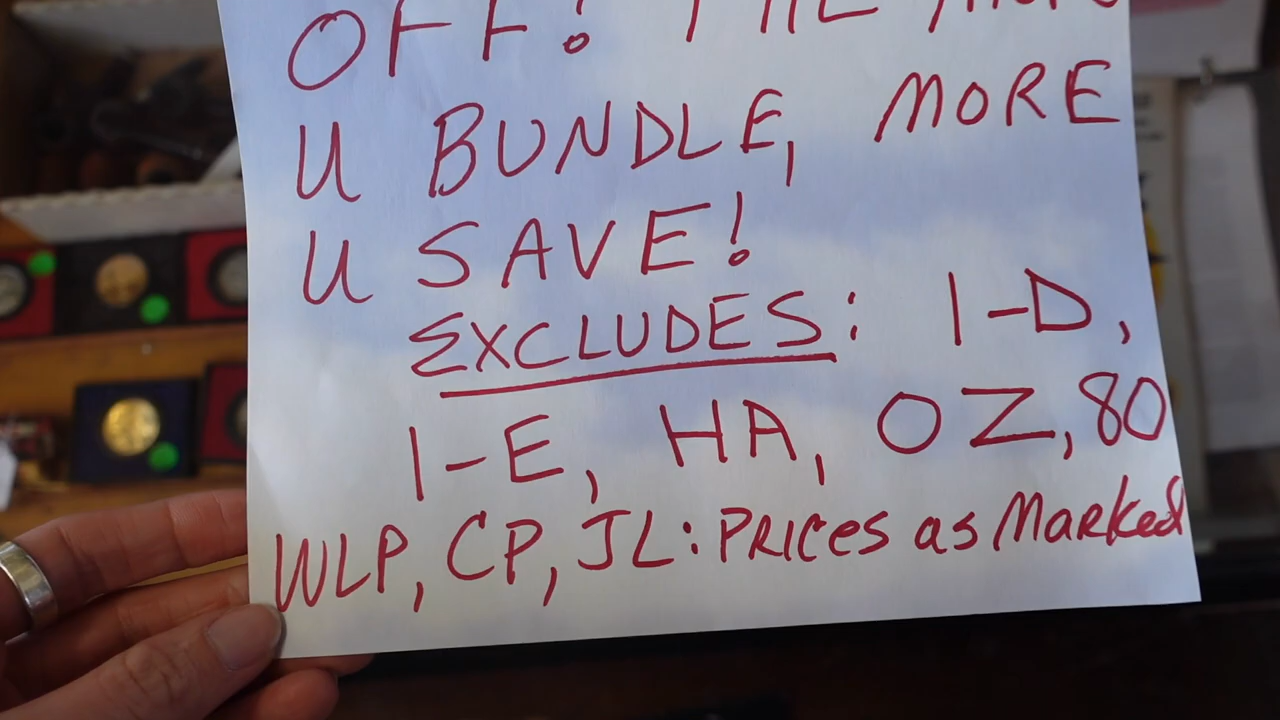 OFF! THE MORE
U BUNDLE, MORE
U SAVE!
EXCLUDES: 1-D,
1-E, HA, OZ, 80
WLP, CP, JL: PRICES as MARKed